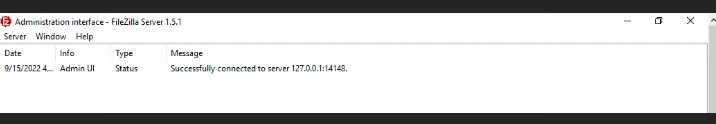 Administration interface - FileZilla Server 1.5.1
Server Window Help
Date Info Type Message
9/15/2022 4... Admin UI Status Successfully connected to server 127.0.0.1:14148.